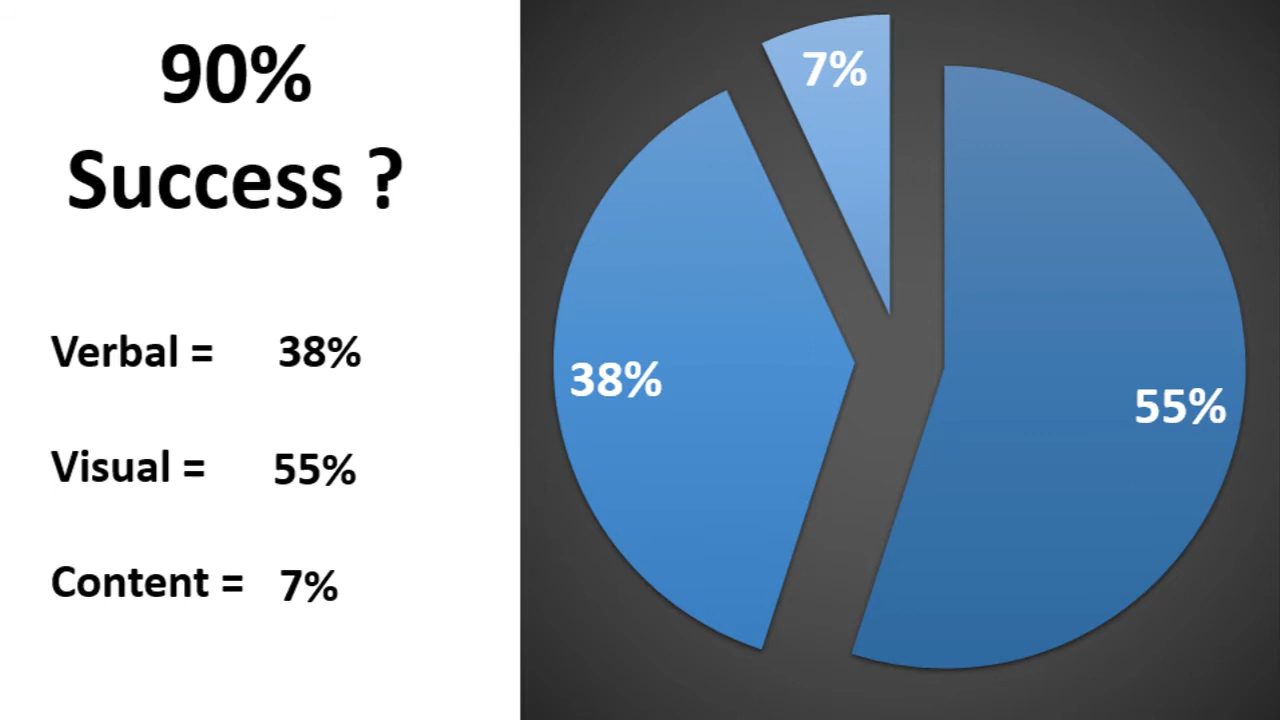 90%
Success ?
Verbal = 38%
Visual = 55%
Content = 7%
7%
38%
55%